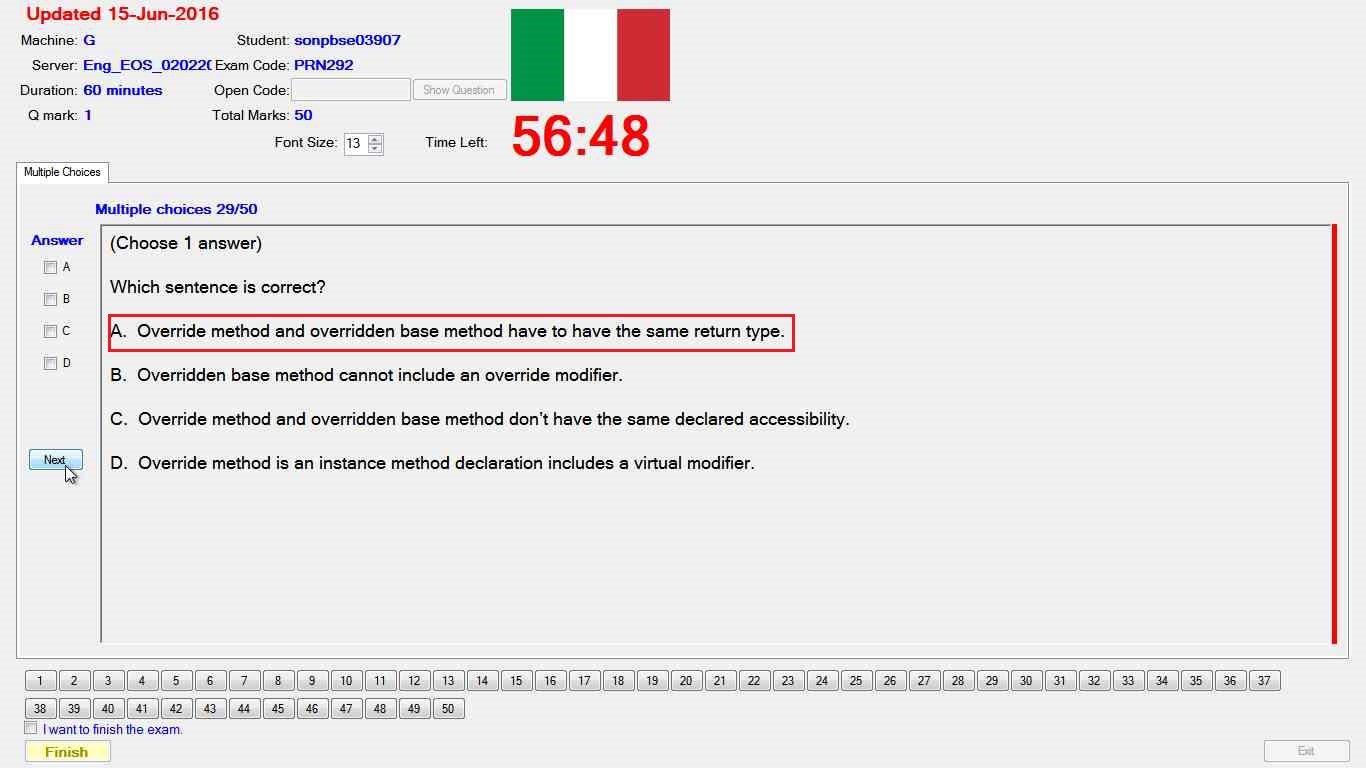 Updated 15-Jun-2016
Machine: G Student: sonpbse03907
Server: Eng_EOS_020220 Exam Code: PRN292
Duration: 60 minutes Open Code: Show Question
Q mark: 1 Total Marks: 50
Font Size: 13 Time Left: 56:48
Multiple Choices
Multiple choices 29/50
Answer
(Choose 1 answer)
A
Which sentence is correct?
B
A. Override method and overridden base method have to have the same return type.
C
D
B. Overridden base method cannot include an override modifier.
C. Override method and overridden base method don't have the same declared accessibility.
Next
D. Override method is an instance method declaration includes a virtual modifier.
1 2 3 4 5 6 7 8 9 10 11 12 13 14 15 16 17 18 19 20 21 22 23 24 25 26 27 28 29 30 31 32 33 34 35 36 37
38 39 40 41 42 43 44 45 46 47 48 49 50
I want to finish the exam.
Finish Exit